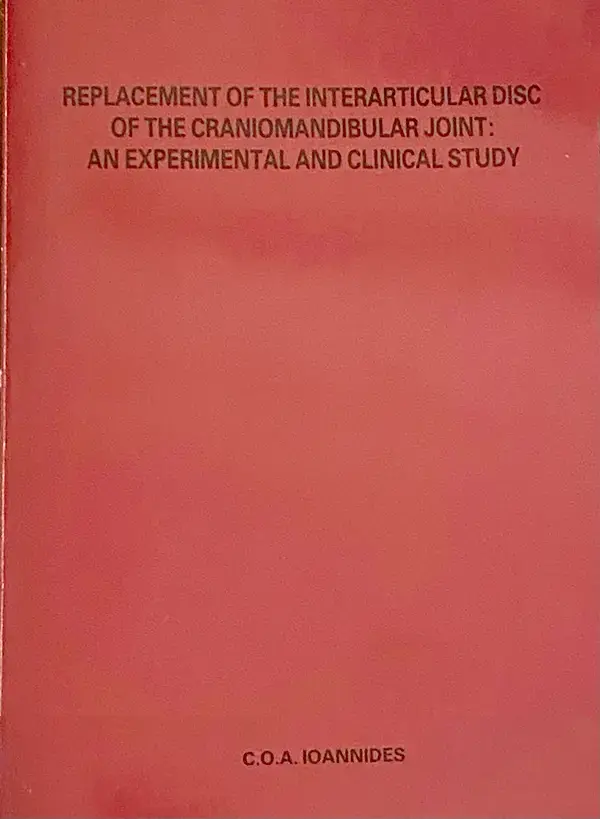 REPLACEMENT OF THE INTERARTICULAR DISC
OF THE CRANIOMANDIBULAR JOINT:
AN EXPERIMENTAL AND CLINICAL STUDY
C.O.A. IOANNIDES